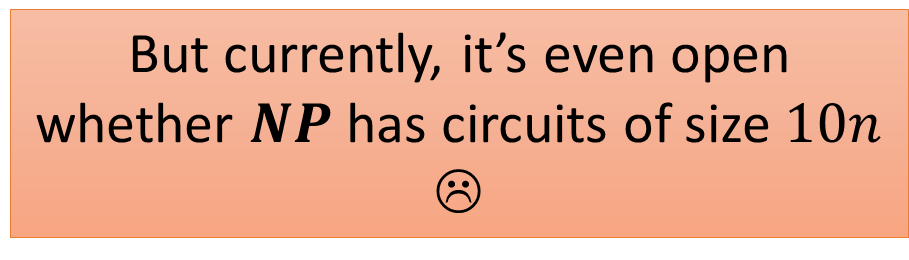 But currently, it’s even open
whether NP has circuits of size 10n
☹